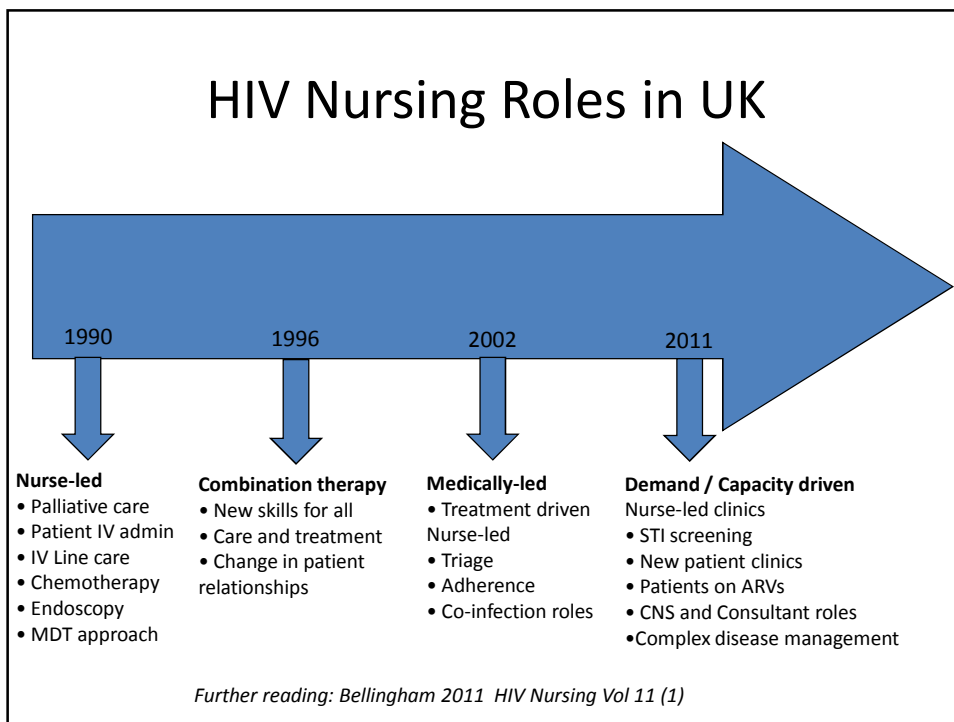 HIV Nursing Roles in UK
1990
1996
2002
2011
Nurse-led
• Palliative care
• Patient IV admin
• IV Line care
• Chemotherapy
• Endoscopy
• MDT approach
Combination therapy
• New skills for all
• Care and treatment
• Change in patient
relationships
Medically-led
• Treatment driven
Nurse-led
• Triage
• Adherence
• Co-infection roles
Demand / Capacity driven
Nurse-led clinics
• STI screening
• New patient clinics
• Patients on ARVs
• CNS and Consultant roles
•Complex disease management
Further reading: Bellingham 2011 HIV Nursing Vol 11 (1)